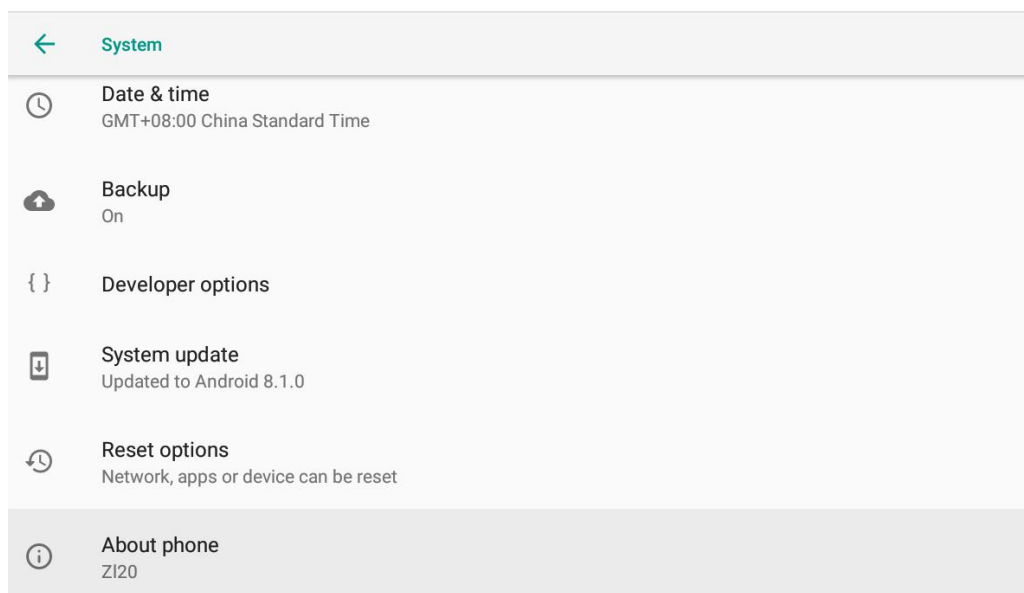 System
Date & time
GMT+08:00 China Standard Time
Backup
On
{ }
Developer options
System update
Updated to Android 8.1.0
Reset options
Network, apps or device can be reset
About phone
Zl20